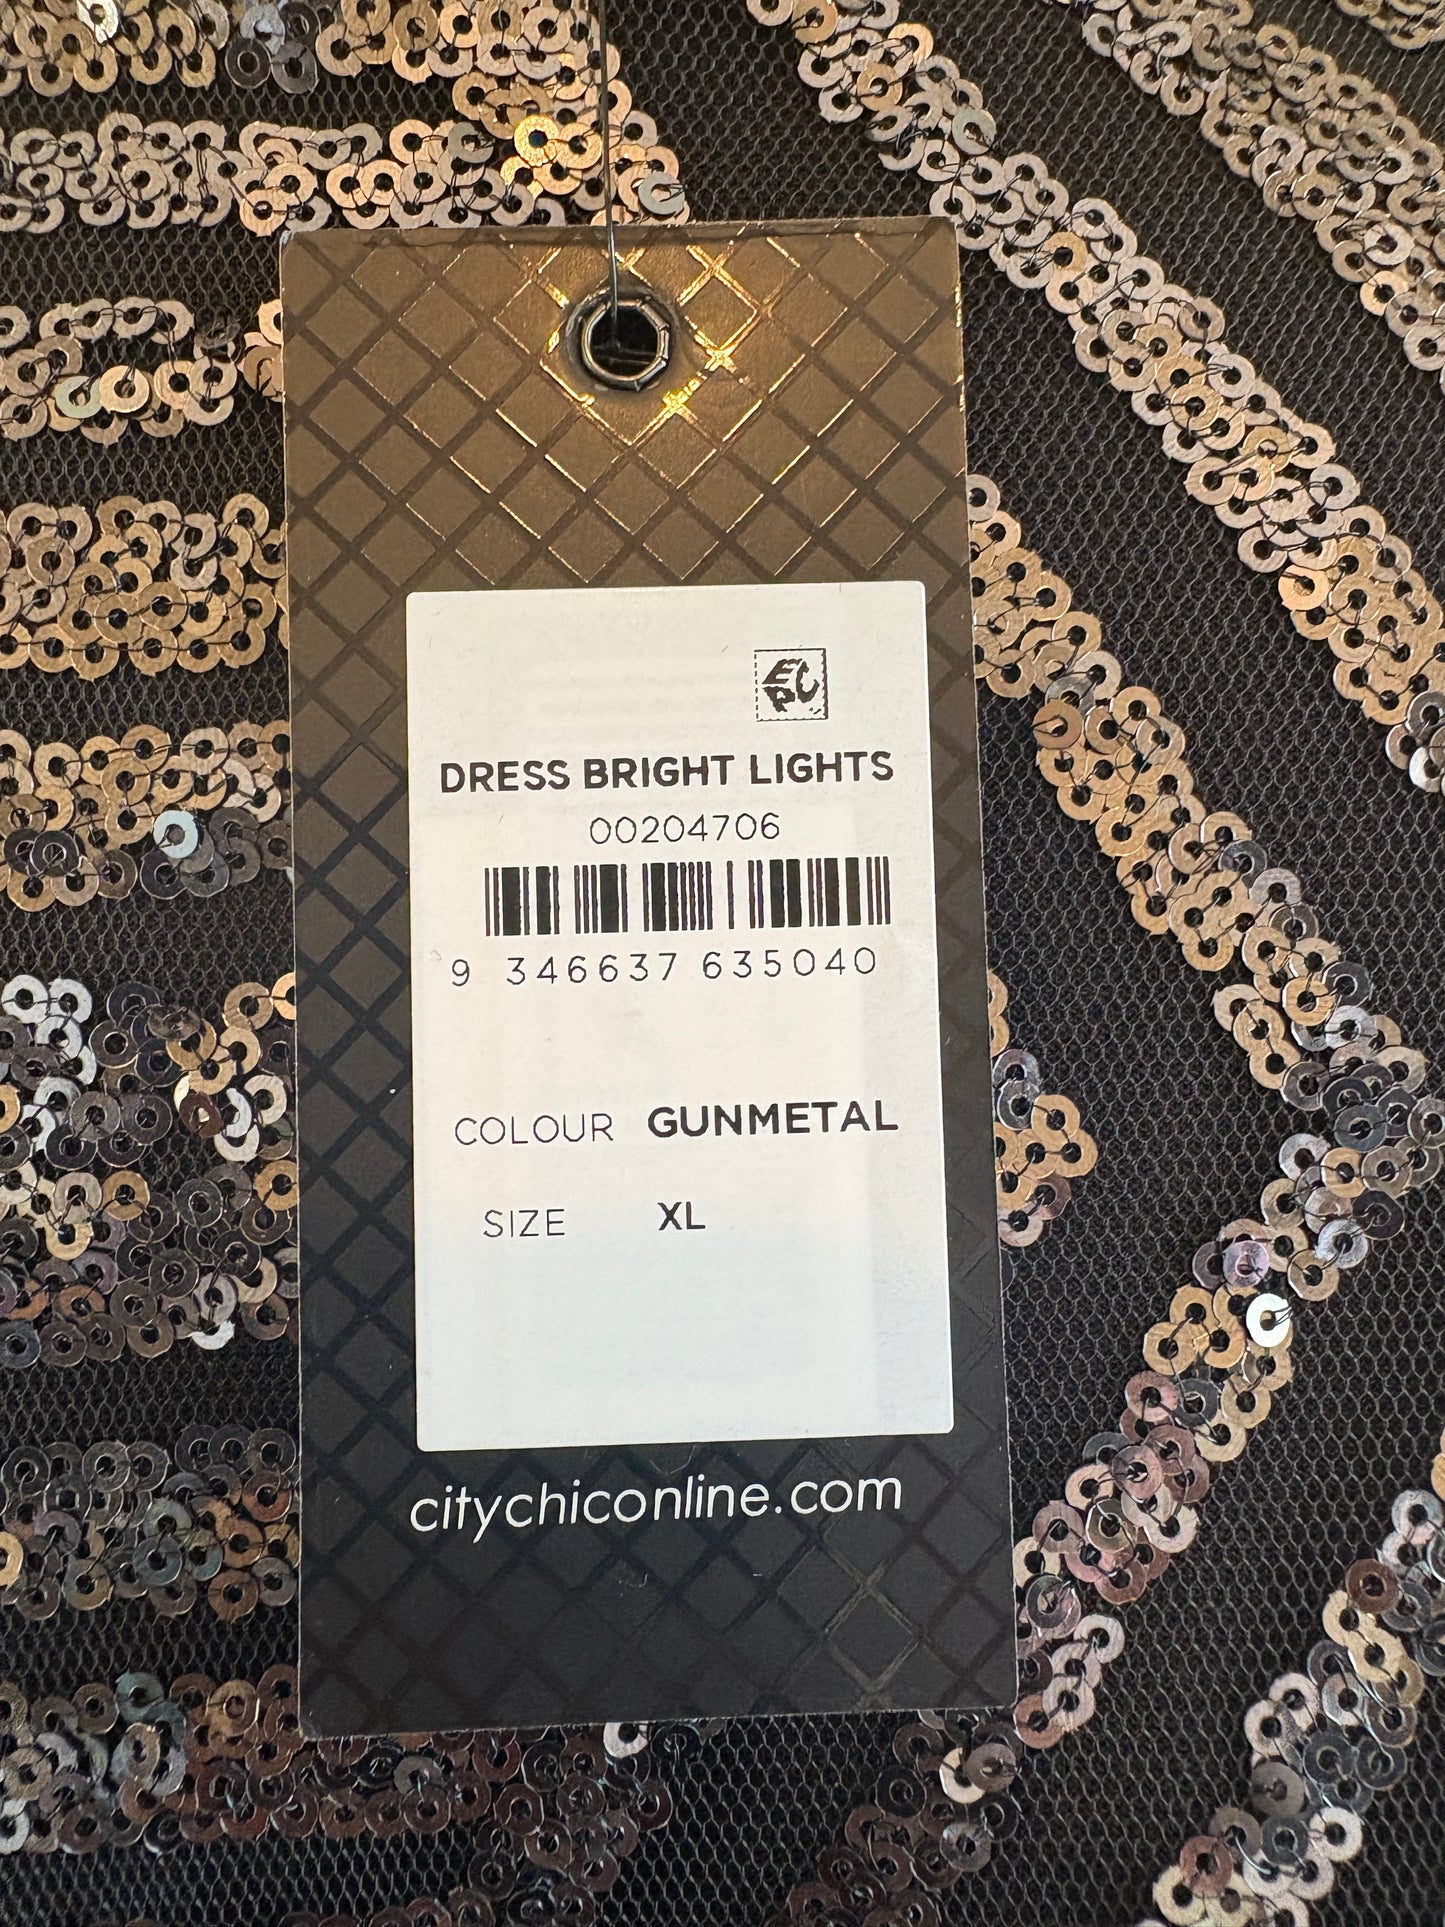 DRESS BRIGHT LIGHTS
00204706
9 346637 635040
COLOUR GUNMETAL
SIZE XL
citychiconline.com